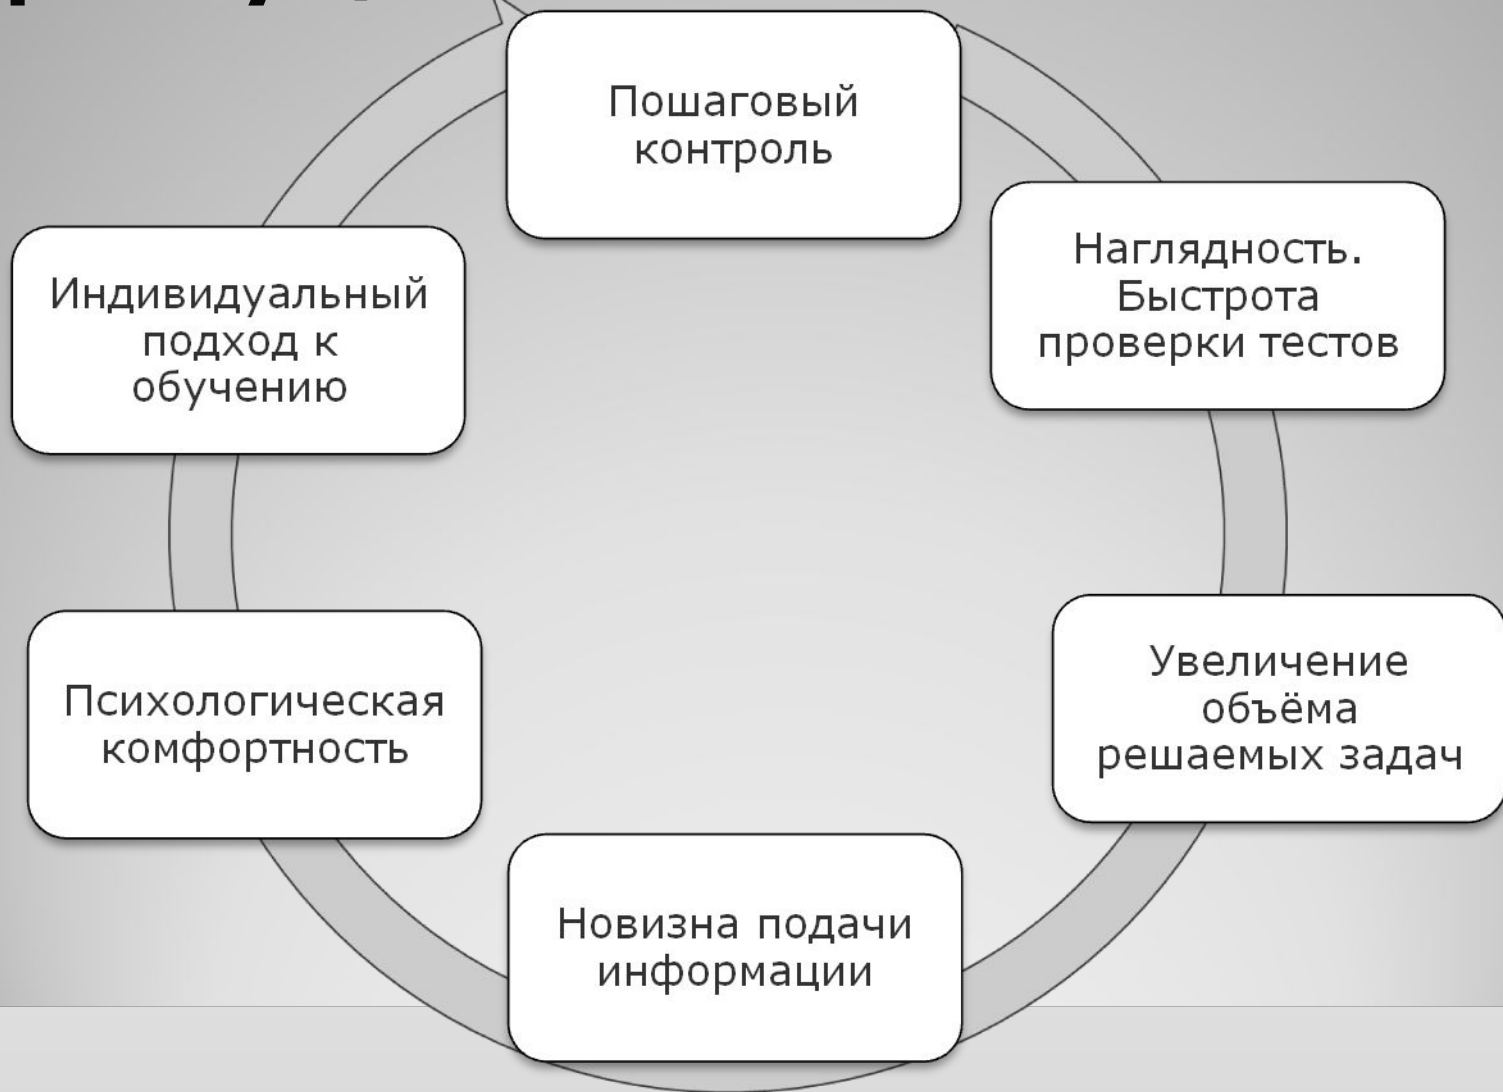 Пошаговый
контроль
Наглядность.
Быстрота
проверки тестов
Увеличение
объёма
решаемых задач
Новизна подачи
информации
Психологическая
комфортность
Индивидуальный
подход к
обучению